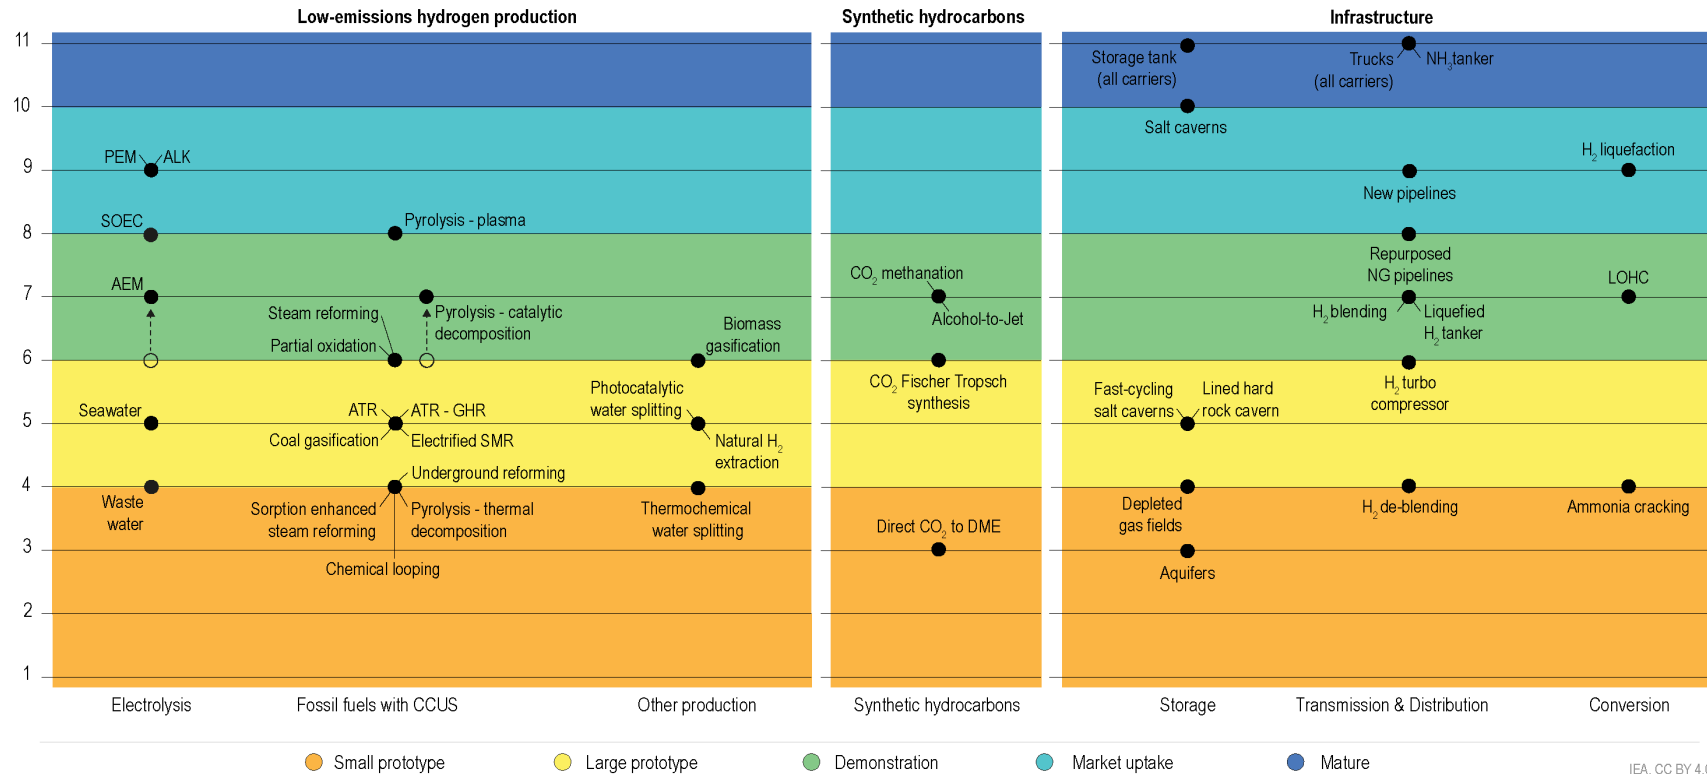 Low-emissions hydrogen production
Synthetic hydrocarbons
Infrastructure
11
10
9
8
7
6
5
4
3
2
1
PEM
ALK
SOEC
AEM
Seawater
Waste
water
Pyrolysis - plasma
Steam reforming
Partial oxidation
Pyrolysis - catalytic
decomposition
ATR
ATR - GHR
Coal gasification
Electrified SMR
Underground reforming
Sorption enhanced
steam reforming
Pyrolysis - thermal
decomposition
Chemical looping
Biomass
gasification
Photocatalytic
water splitting
Natural H2
extraction
Thermochemical
water splitting
CO2 methanation
Alcohol-to-Jet
CO2 Fischer Tropsch
synthesis
Direct CO2 to DME
Storage tank
(all carriers)
Salt caverns
Fast-cycling
salt caverns
Lined hard
rock cavern
Depleted
gas fields
Aquifers
Trucks
(all carriers)
NH3tanker
New pipelines
Repurposed
NG pipelines
H2 blending
Liquefied
H2 tanker
H2 turbo
compressor
H2 de-blending
H2 liquefaction
LOHC
Ammonia cracking
Electrolysis
Fossil fuels with CCUS
Other production
Synthetic hydrocarbons
Storage
Transmission & Distribution
Conversion
Small prototype
Large prototype
Demonstration
Market uptake
Mature
IEA. CC BY 4.